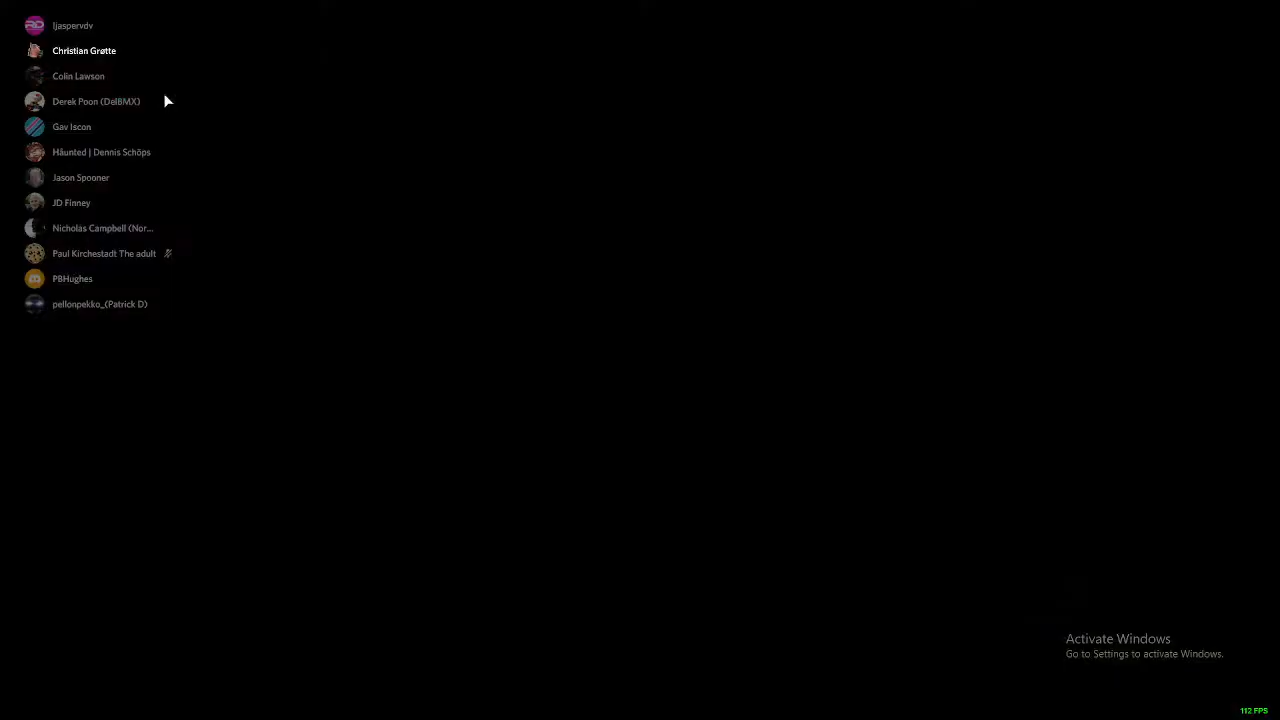 ljaspervdv
Christian Grøtte
Colin Lawson
Derek Poon (DelBMX)
Gav Iscon
Håunted | Dennis Schöps
Jason Spooner
JD Finney
Nicholas Campbell (Nor...
Paul Kirchestadt The adult
PBHughes
pellonpekko_(Patrick D)
Activate Windows
Go to Settings to activate Windows.
112 FPS